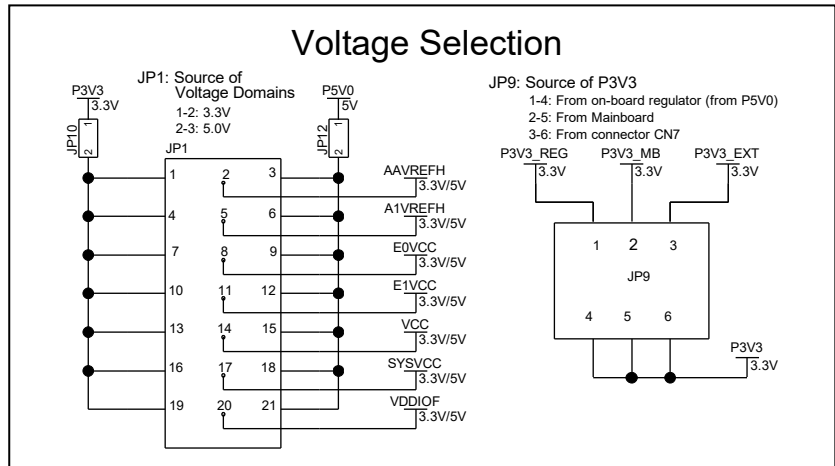 Voltage Selection
JP1: Source of
Voltage Domains
1-2: 3.3V
2-3: 5.0V
P3V3
3.3V
JP10
1
2
P5V0
5V
JP12
1
2
JP1
1 2 3
AAVREFH
3.3V/5V
4 5 6
A1VREFH
3.3V/5V
7 8 9
E0VCC
3.3V/5V
10 11 12
E1VCC
3.3V/5V
13 14 15
VCC
3.3V/5V
16 17 18
SYSVCC
3.3V/5V
19 20 21
VDDIOF
3.3V/5V
JP9: Source of P3V3
1-4: From on-board regulator (from P5V0)
2-5: From Mainboard
3-6: From connector CN7
P3V3_REG P3V3_MB P3V3_EXT
3.3V 3.3V 3.3V
1 2 3
JP9
4 5 6
P3V3
3.3V